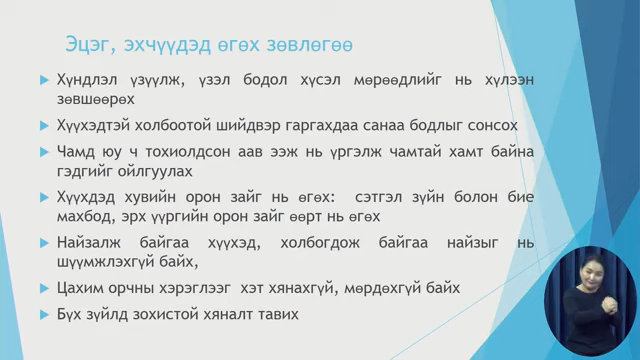 Эцэг, эхчүүдэд өгөх зөвлөгөө
Хүндлэл үзүүлж, үзэл бодол хүсэл мөрөөдлийг нь хүлээн
зөвшөөрөх
Хүүхэдтэй холбоотой шийдвэр гаргахдаа санаа бодлыг сонсох
Чамд юу ч тохиолдсон аав ээж нь үргэлж чамтай хамт байна
гэдгийг ойлгуулах
Хүүхдэд хувийн орон зайг нь өгөх: сэтгэл зүйн болон бие
махбод, эрх үүргийн орон зайг өөрт нь өгөх
Найзалж байгаа хүүхэд, холбогдож байгаа найзыг нь
шүүмжлэхгүй байх,
Цахим орчны хэрэглээг хэт хянахгүй, мөрдөхгүй байх
Бүх зүйлд зохистой хяналт тавих